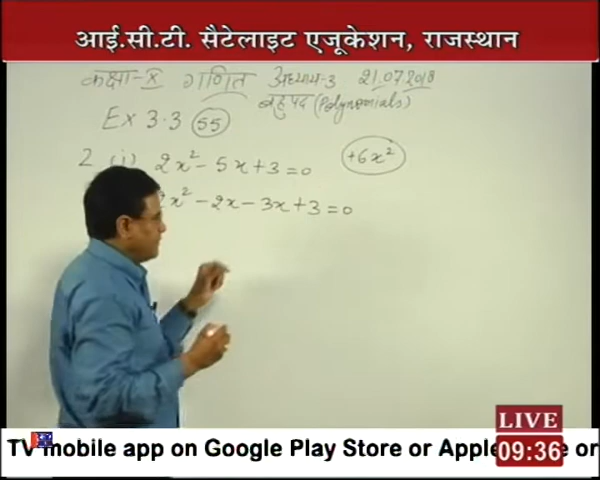 आई.सी.टी. सैटेलाइट एजूकेशन, राजस्थान
कक्षा-X गणित अध्याय-3 21.07.2018
बहुपद (Polynomials)
Ex 3.3 55
2 (i) 2x² - 5x + 3 = 0 +6x²
x² - 2x - 3x + 3 = 0
LIVE
TV mobile app on Google Play Store or Apple
09:36
e or